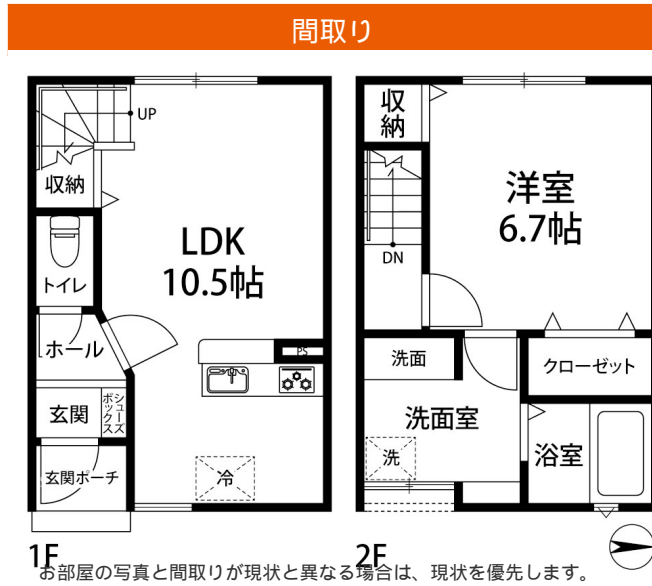 間取り
UP
収納
LDK
10.5帖
トイレ
ホール
PS
玄関
シューズ
ボックス
玄関ポーチ
冷
1F
収納
洋室
6.7帖
DN
洗面
クローゼット
洗面室
洗
浴室
2F
お部屋の写真と間取りが現状と異なる場合は、現状を優先します。